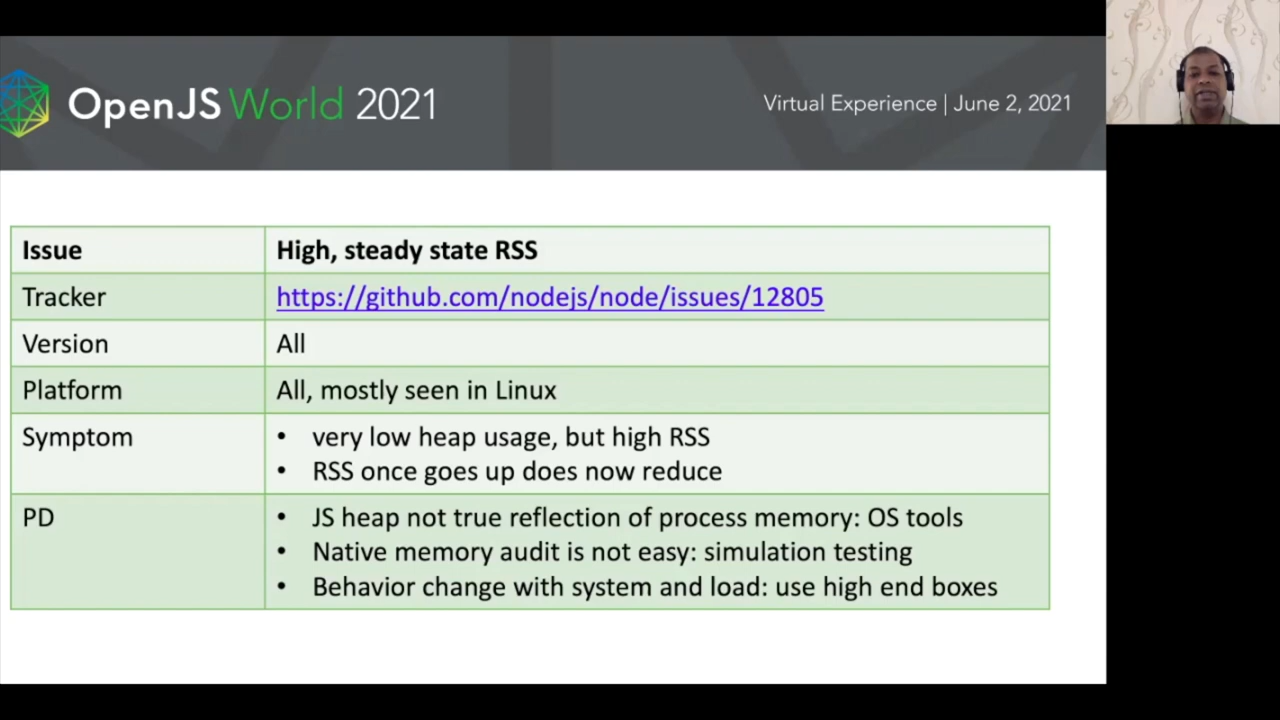 OpenJS World 2021
Virtual Experience | June 2, 2021
Issue
High, steady state RSS
Tracker
https://github.com/nodejs/node/issues/12805
Version
All
Platform
All, mostly seen in Linux
Symptom
• very low heap usage, but high RSS
• RSS once goes up does now reduce
PD
• JS heap not true reflection of process memory: OS tools
• Native memory audit is not easy: simulation testing
• Behavior change with system and load: use high end boxes